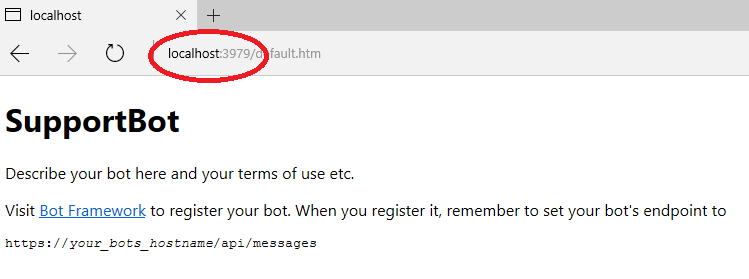 localhost
localhost:3979/default.htm
SupportBot
Describe your bot here and your terms of use etc.
Visit Bot Framework to register your bot. When you register it, remember to set your bot's endpoint to
https://your_bots_hostname/api/messages